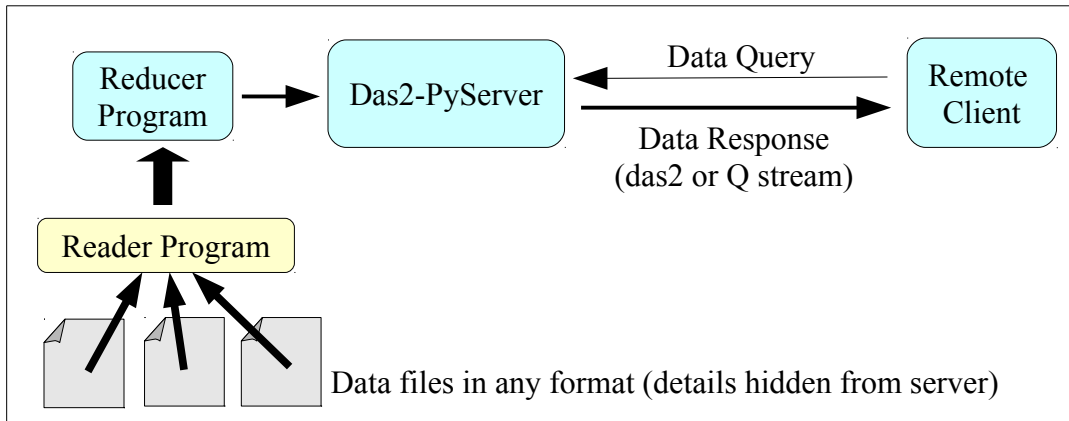 Reducer
Program
Das2-PyServer
Data Query
Remote
Client
Data Response
(das2 or Q stream)
Reader Program
Data files in any format (details hidden from server)